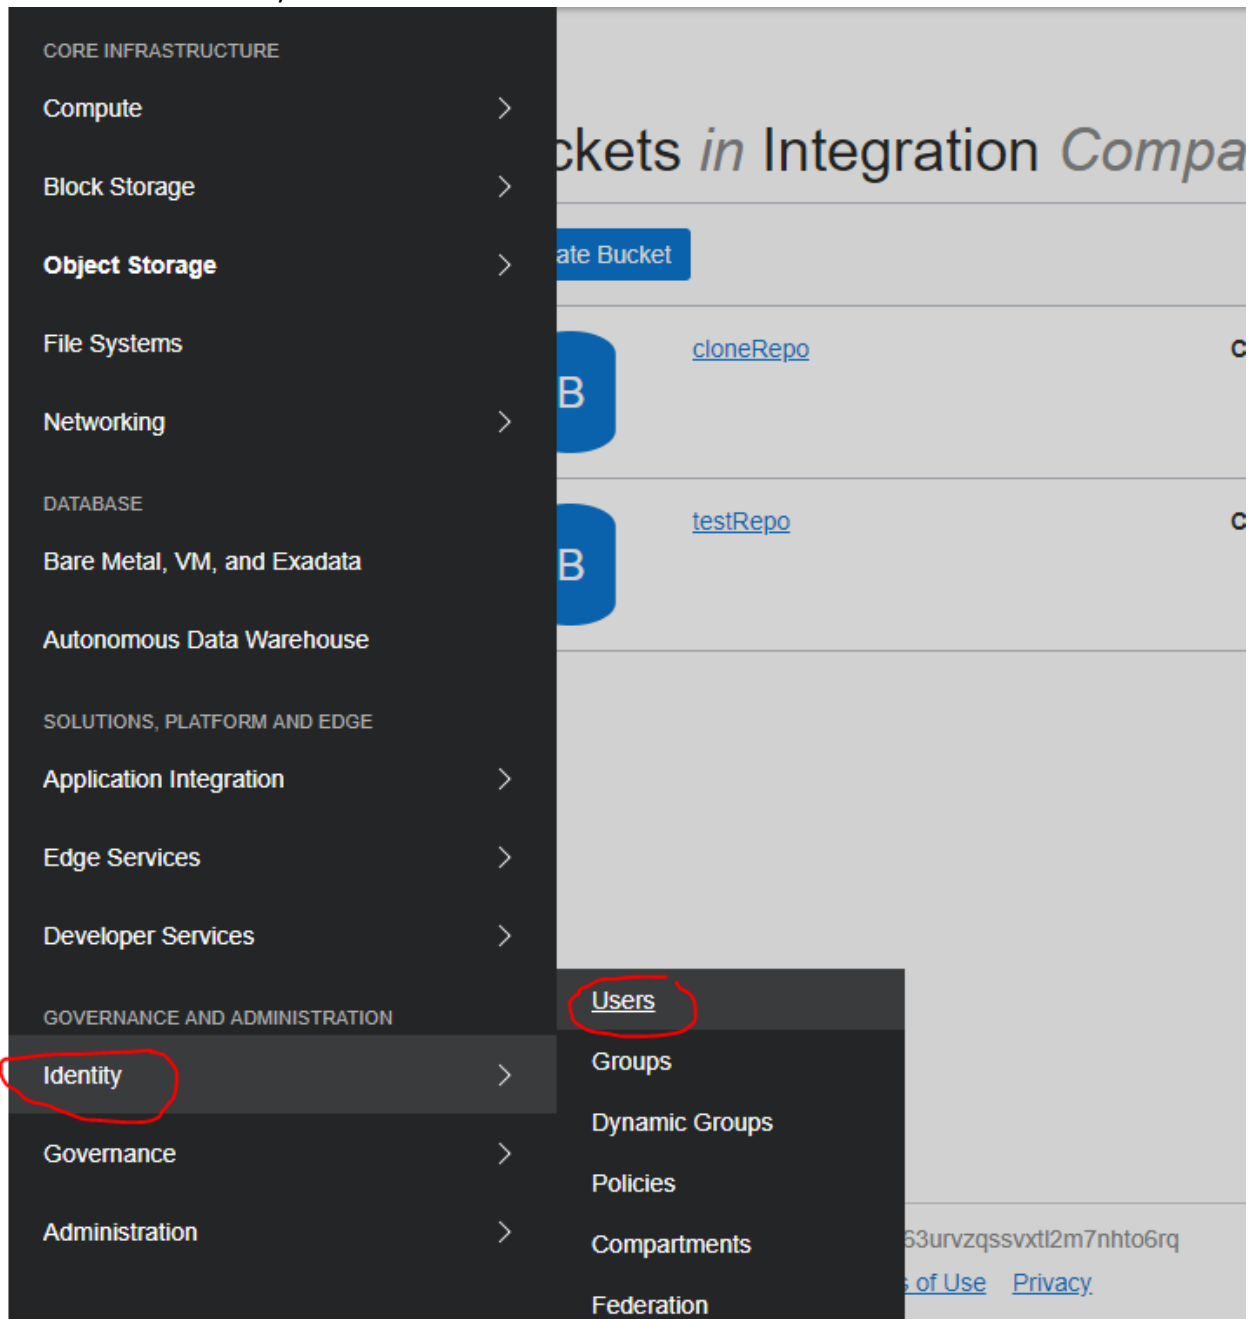 CORE INFRASTRUCTURE
Compute
Block Storage
Object Storage
File Systems
Networking
DATABASE
Bare Metal, VM, and Exadata
Autonomous Data Warehouse
SOLUTIONS, PLATFORM AND EDGE
Application Integration
Edge Services
Developer Services
GOVERNANCE AND ADMINISTRATION
Identity
Governance
Administration
Users
Groups
Dynamic Groups
Policies
Compartments
Federation
ckets in Integration Compa
ate Bucket
B
cloneRepo
C
B
testRepo
C
63urvzqssvxtl2m7nhto6rq
s of Use Privacy